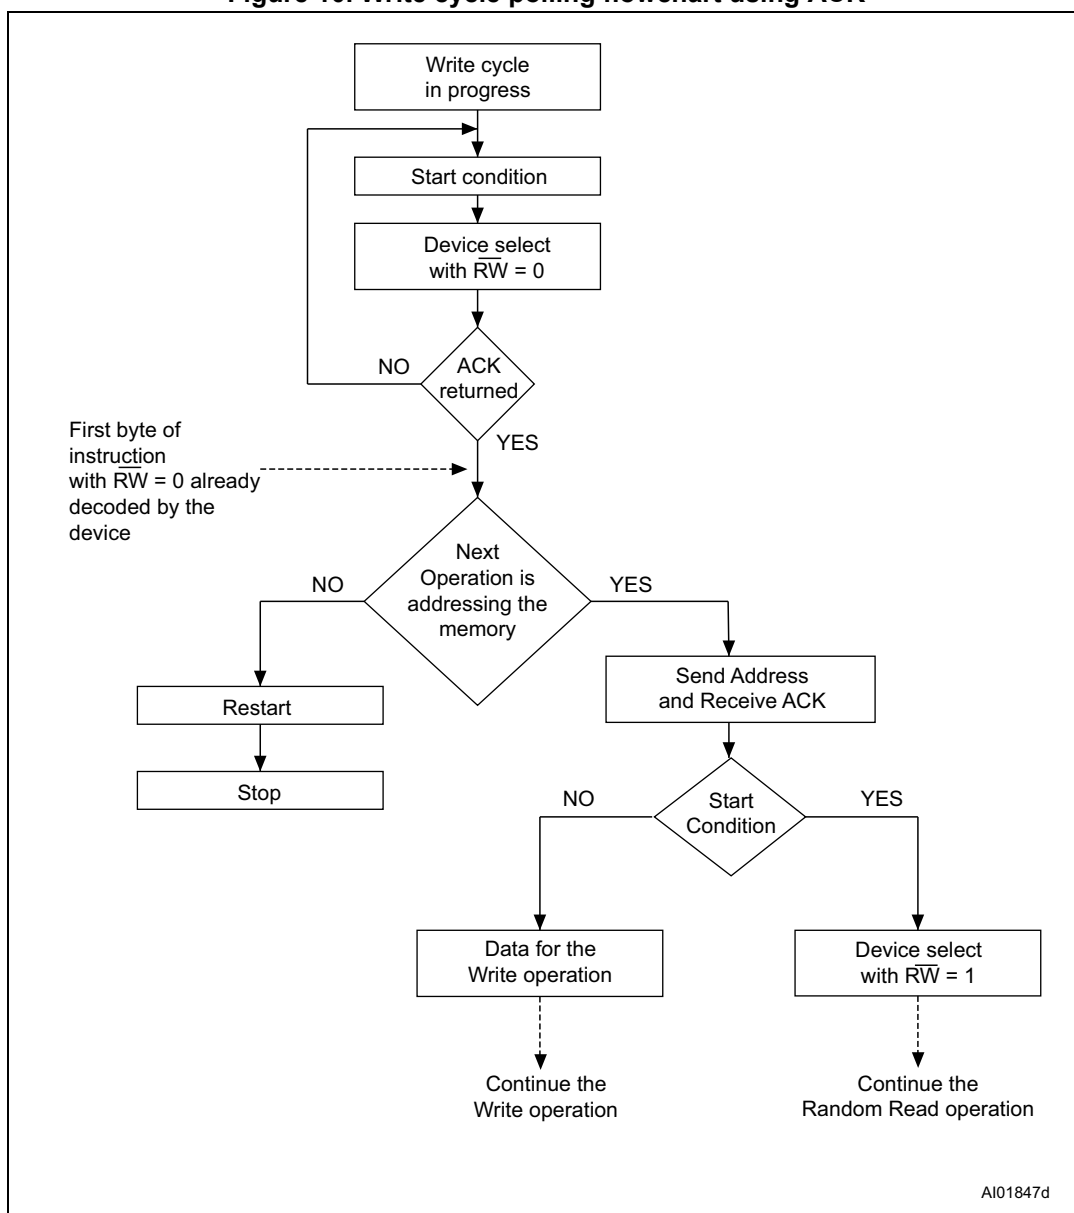 Figure 10. Write cycle polling flowchart using ACK
Write cycle
in progress
Start condition
Device select
with R̅W̅ = 0
NO
ACK
returned
YES
First byte of
instruction
with R̅W̅ = 0 already
decoded by the
device
Next
Operation is
addressing the
memory
NO
YES
Send Address
and Receive ACK
Restart
Stop
NO
Start
Condition
YES
Data for the
Write operation
Device select
with R̅W̅ = 1
Continue the
Write operation
Continue the
Random Read operation
AI01847d